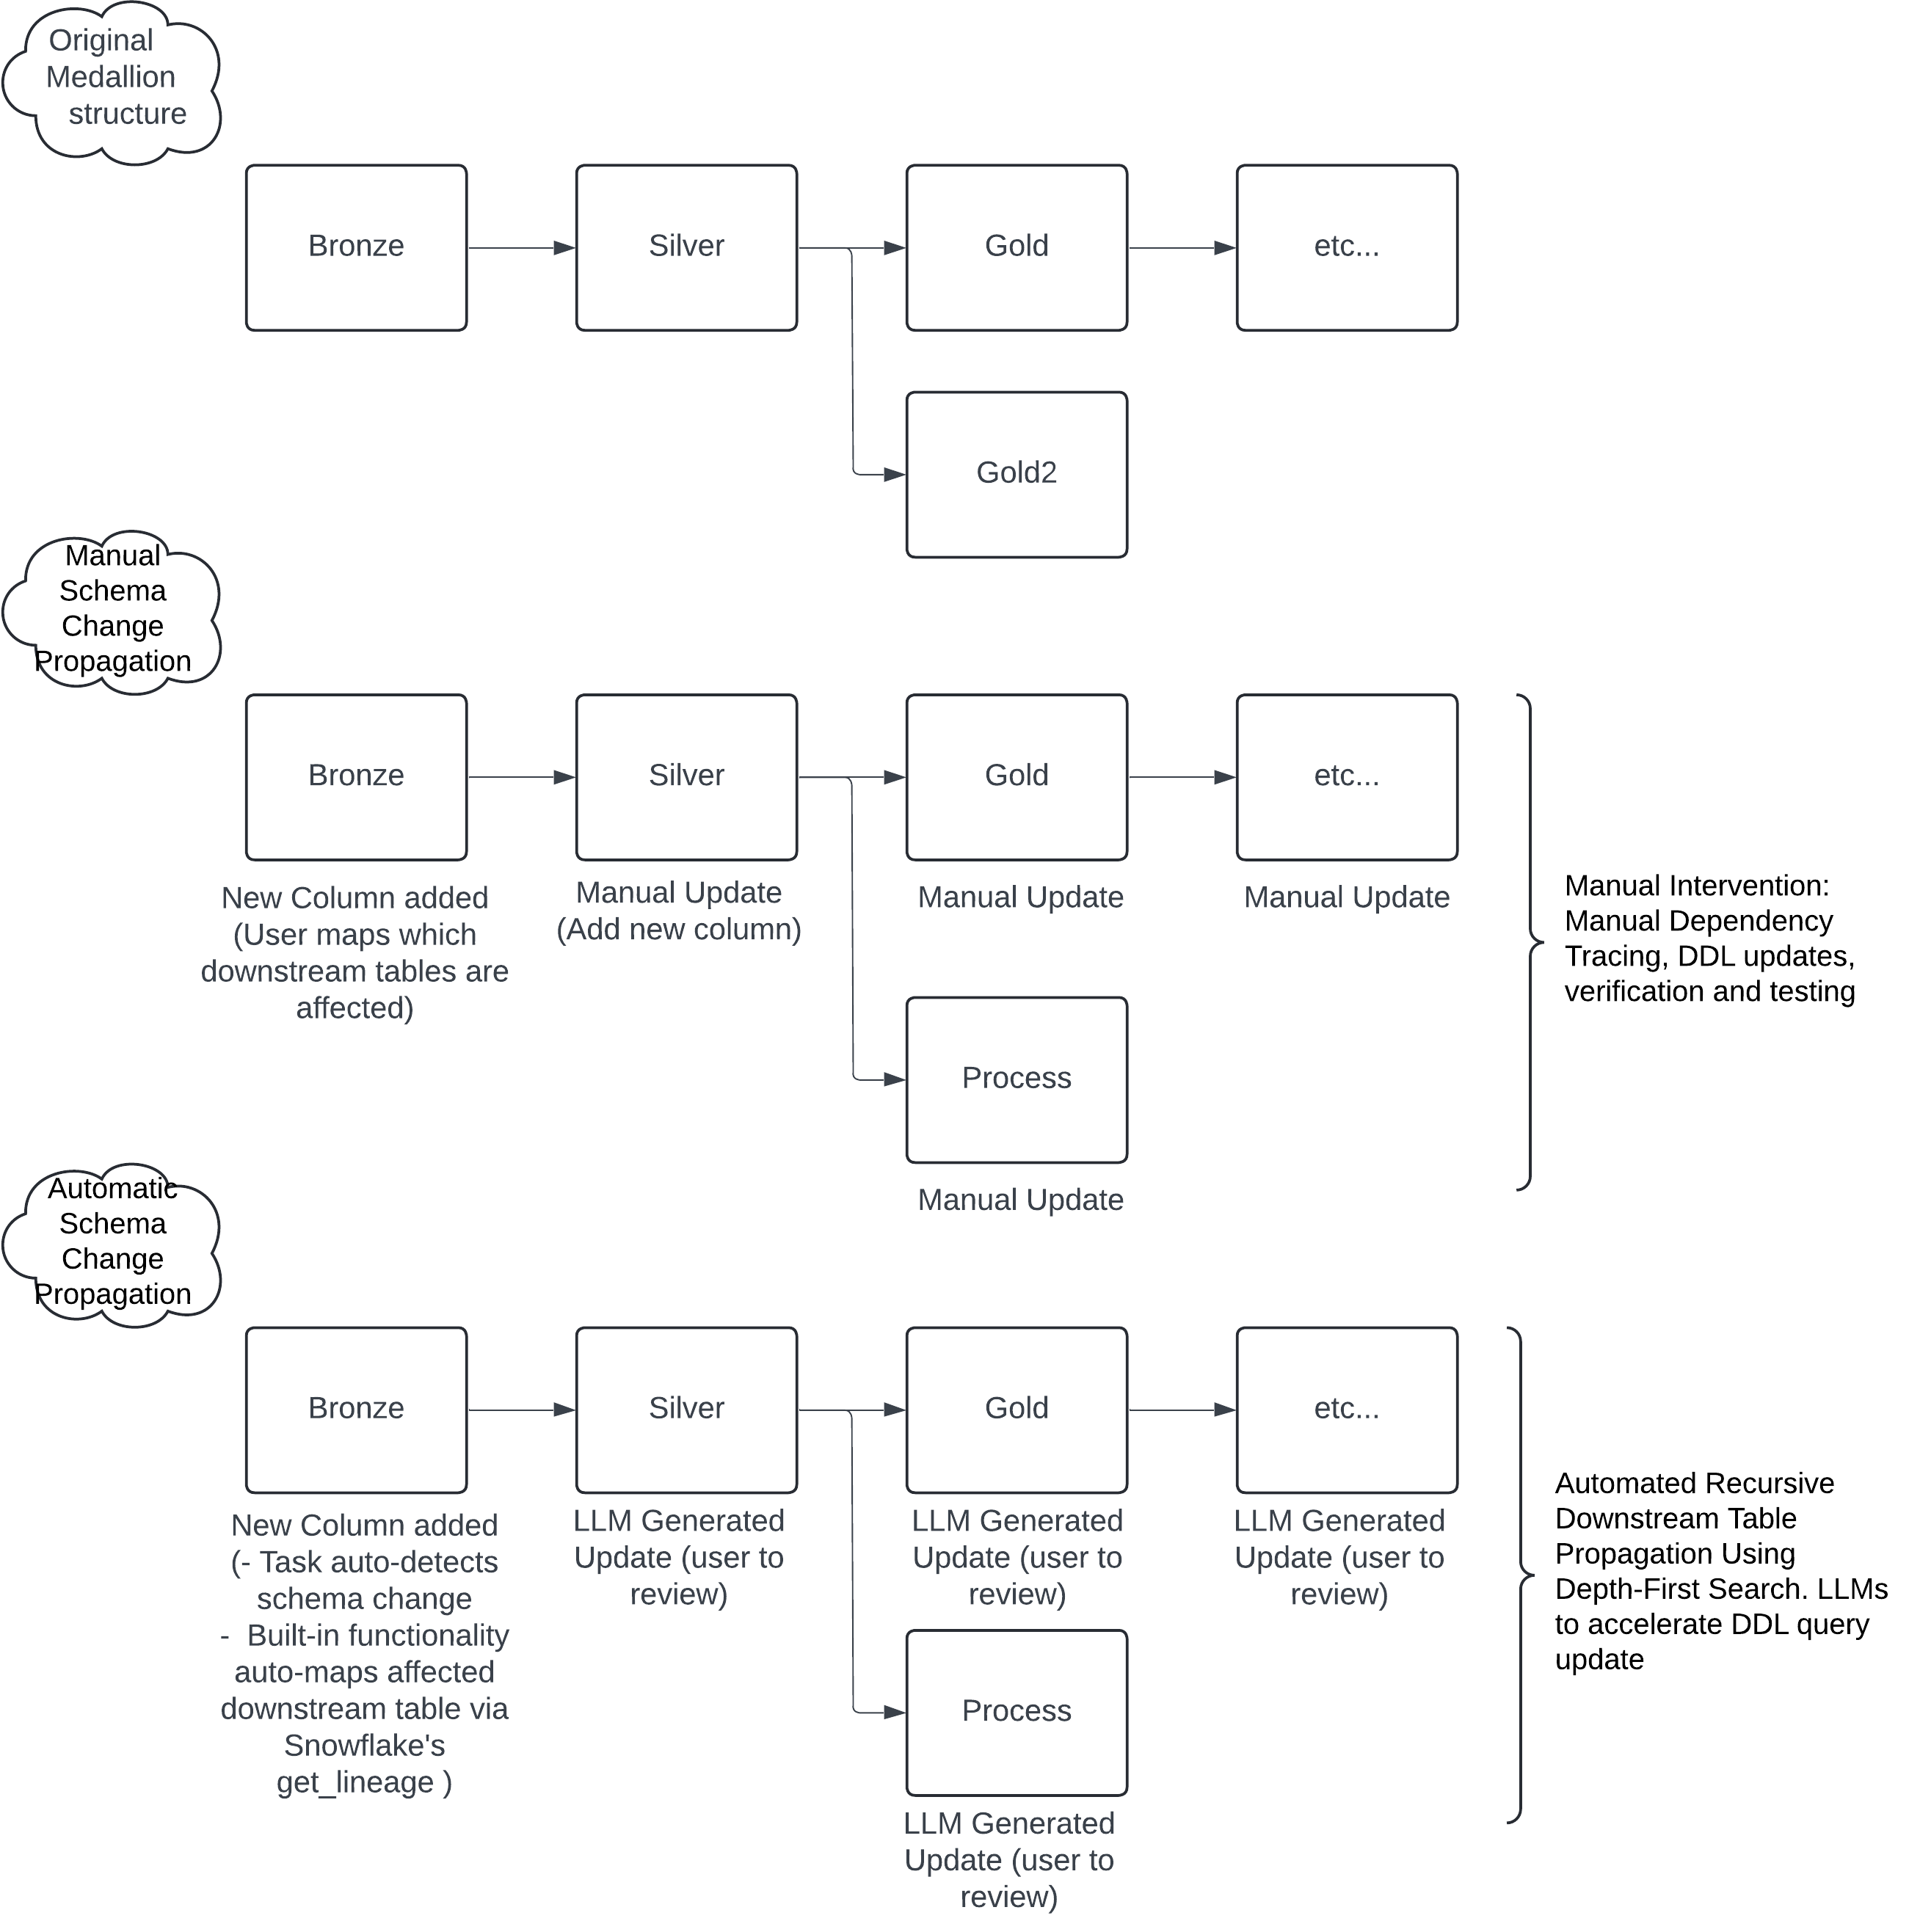 Original
Medallion
structure
Bronze
Silver
Gold
etc...
Gold2
Manual
Schema
Change
Propagation
Bronze
Silver
Gold
etc...
New Column added
(User maps which
downstream tables are
affected)
Manual Update
(Add new column)
Manual Update
Manual Update
Manual Intervention:
Manual Dependency
Tracing, DDL updates,
verification and testing
Process
Manual Update
Automatic
Schema
Change
Propagation
Bronze
Silver
Gold
etc...
New Column added
(- Task auto-detects
schema change
- Built-in functionality
auto-maps affected
downstream table via
Snowflake's
get_lineage )
LLM Generated
Update (user to
review)
LLM Generated
Update (user to
review)
LLM Generated
Update (user to
review)
Automated Recursive
Downstream Table
Propagation Using
Depth-First Search. LLMs
to accelerate DDL query
update
Process
LLM Generated
Update (user to
review)